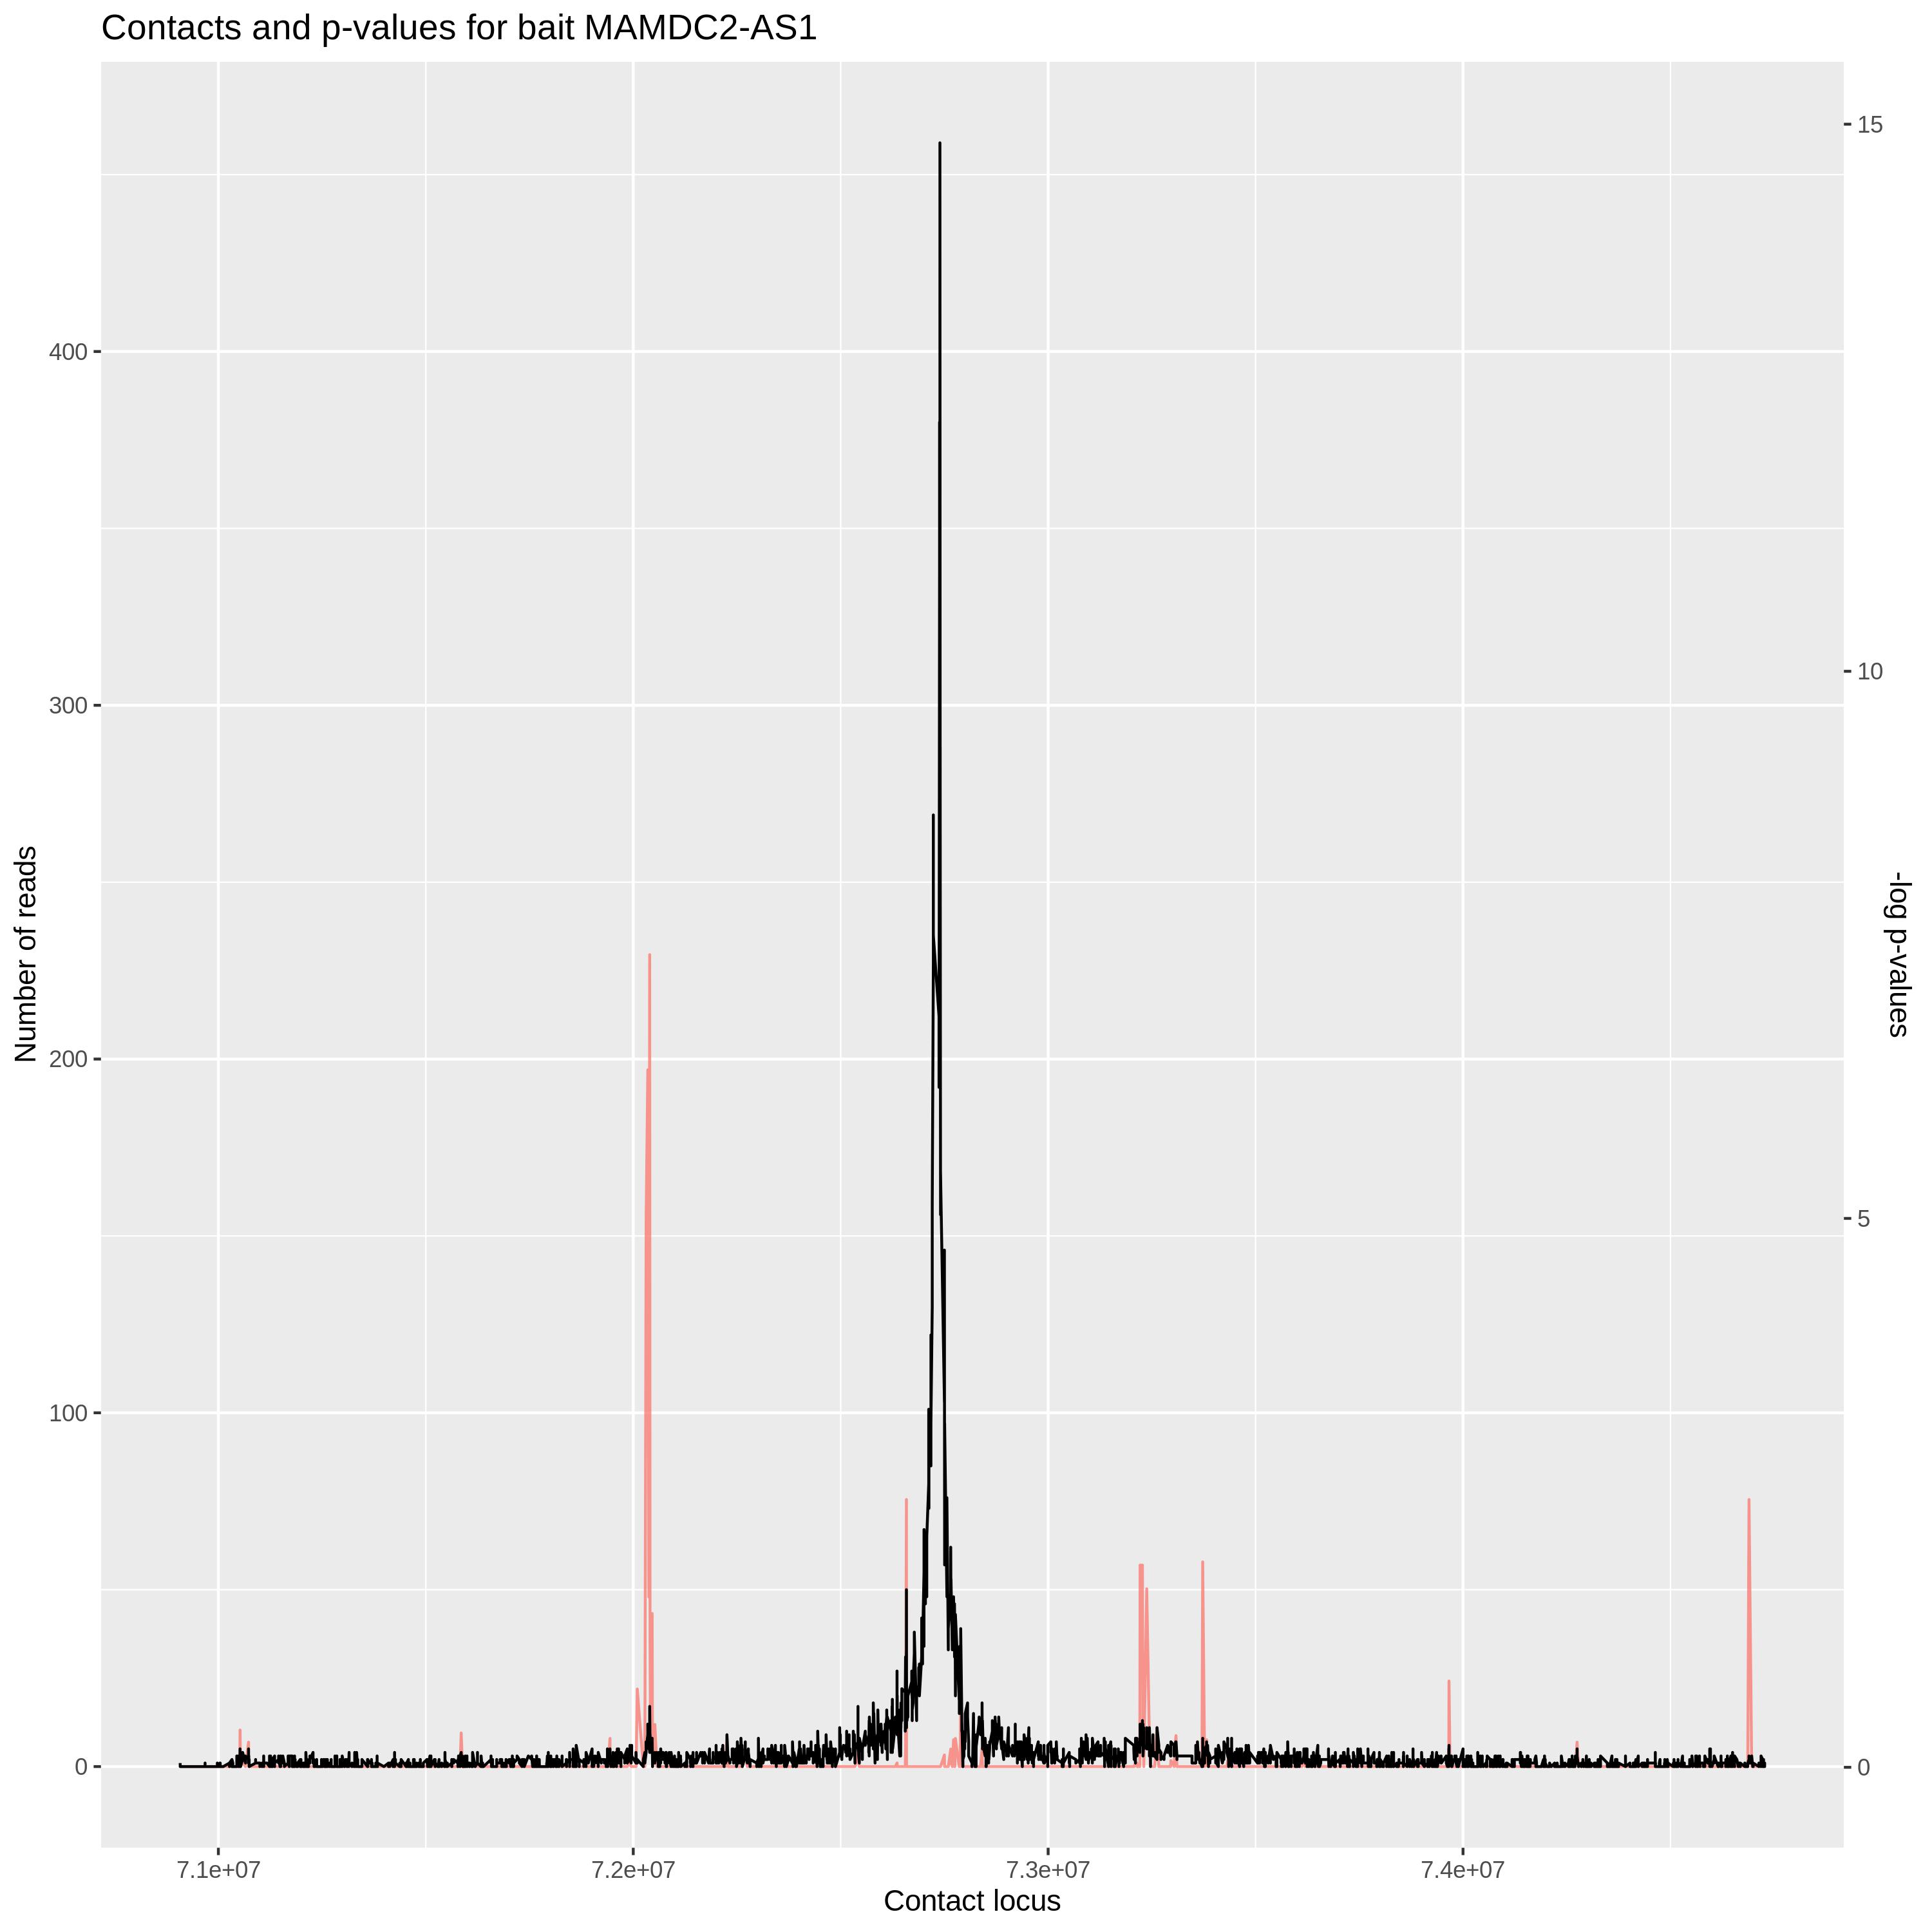 Contacts and p-values for bait MAMDC2-AS1
15
400
10
300
Number of reads
-log p-values
200
5
100
0
0
7.1e+07
7.2e+07
7.3e+07
7.4e+07
Contact locus